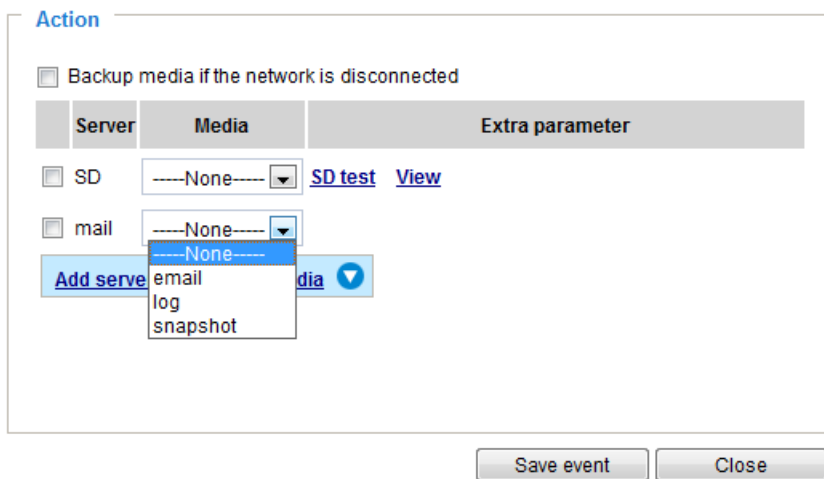 Action
Backup media if the network is disconnected
Server Media Extra parameter
SD -----None----- SD test View
mail -----None-----
-----None-----
Add serve email dia
log
snapshot
Save event Close